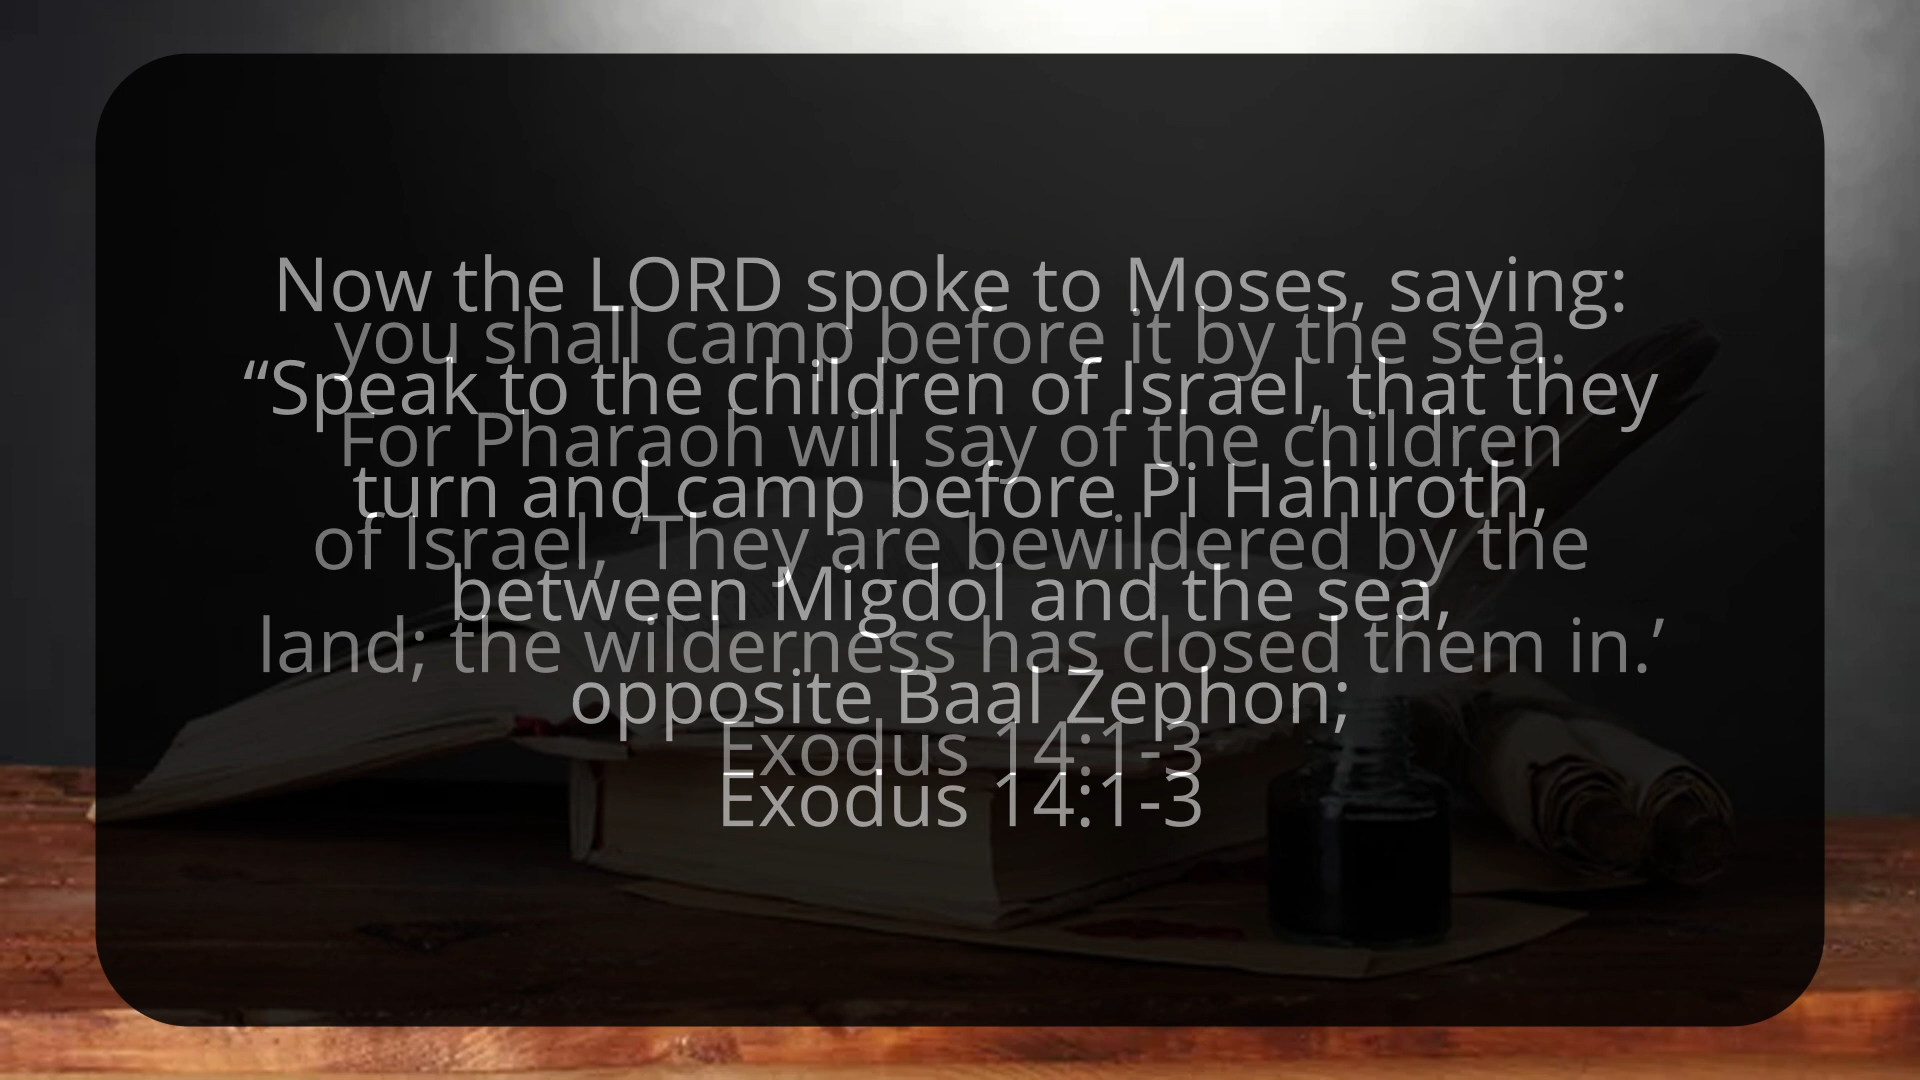 Now the LORD spoke to Moses, saying:
“Speak to the children of Israel, that they
turn and camp before Pi Hahiroth,
between Migdol and the sea,
opposite Baal Zephon;
Exodus 14:1-3
you shall camp before it by the sea.
For Pharaoh will say of the children
of Israel, ‘They are bewildered by the
land; the wilderness has closed them in.’
Exodus 14:1-3